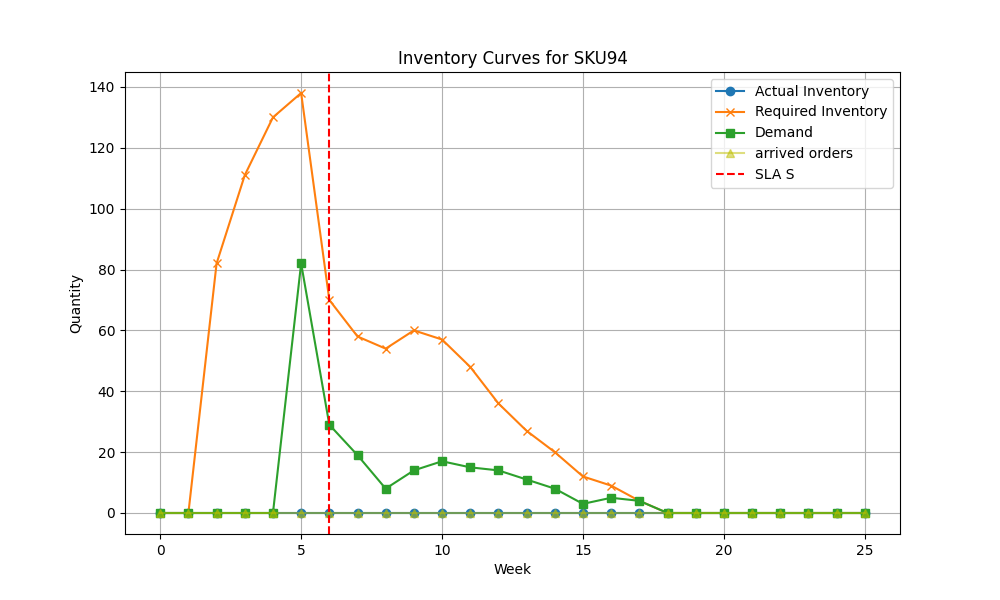 Inventory Curves for SKU94
Actual Inventory
Required Inventory
Demand
arrived orders
SLA S
Quantity
140
120
100
80
60
40
20
0
0 5 10 15 20 25
Week